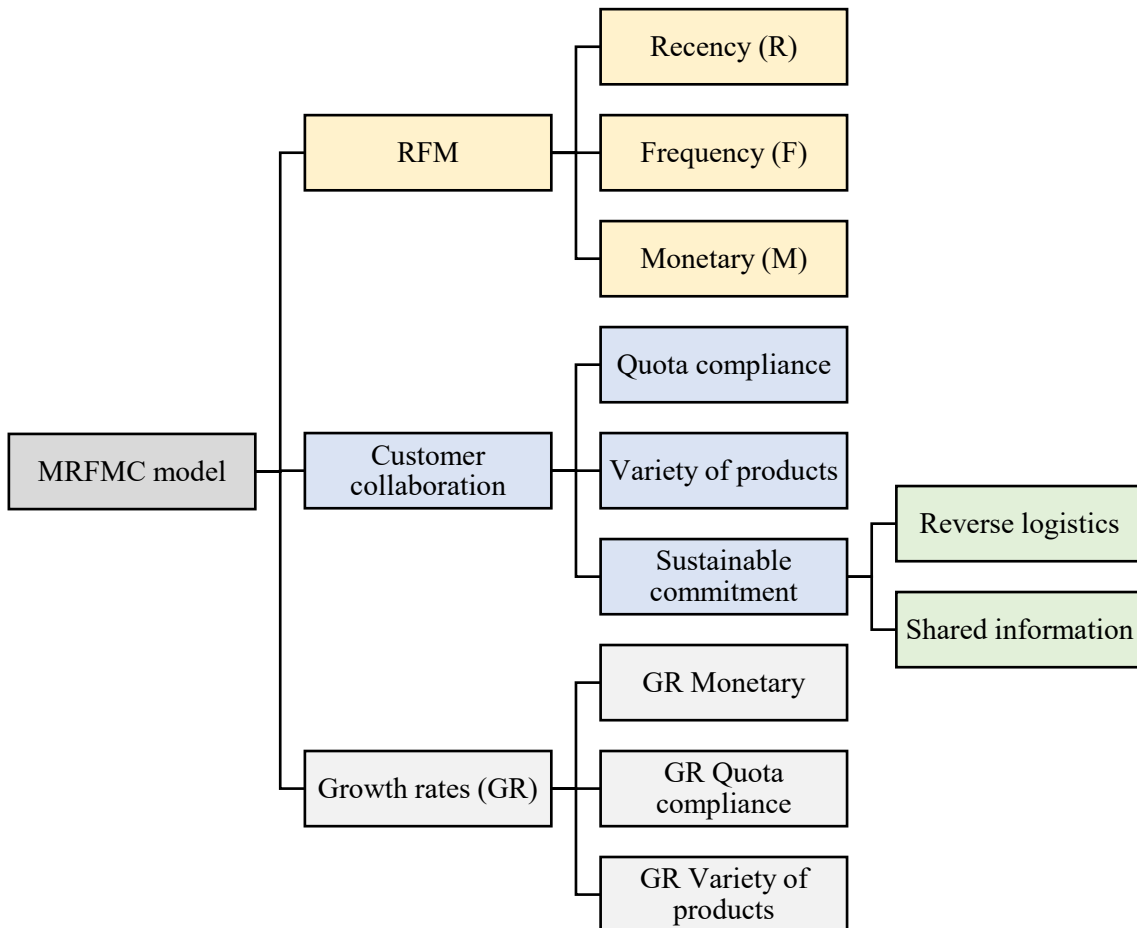 Recency (R)
RFM
Frequency (F)
Monetary (M)
Quota compliance
MRFMC model
Customer
collaboration
Variety of products
Sustainable
commitment
Reverse logistics
Shared information
GR Monetary
Growth rates (GR)
GR Quota
compliance
GR Variety of
products